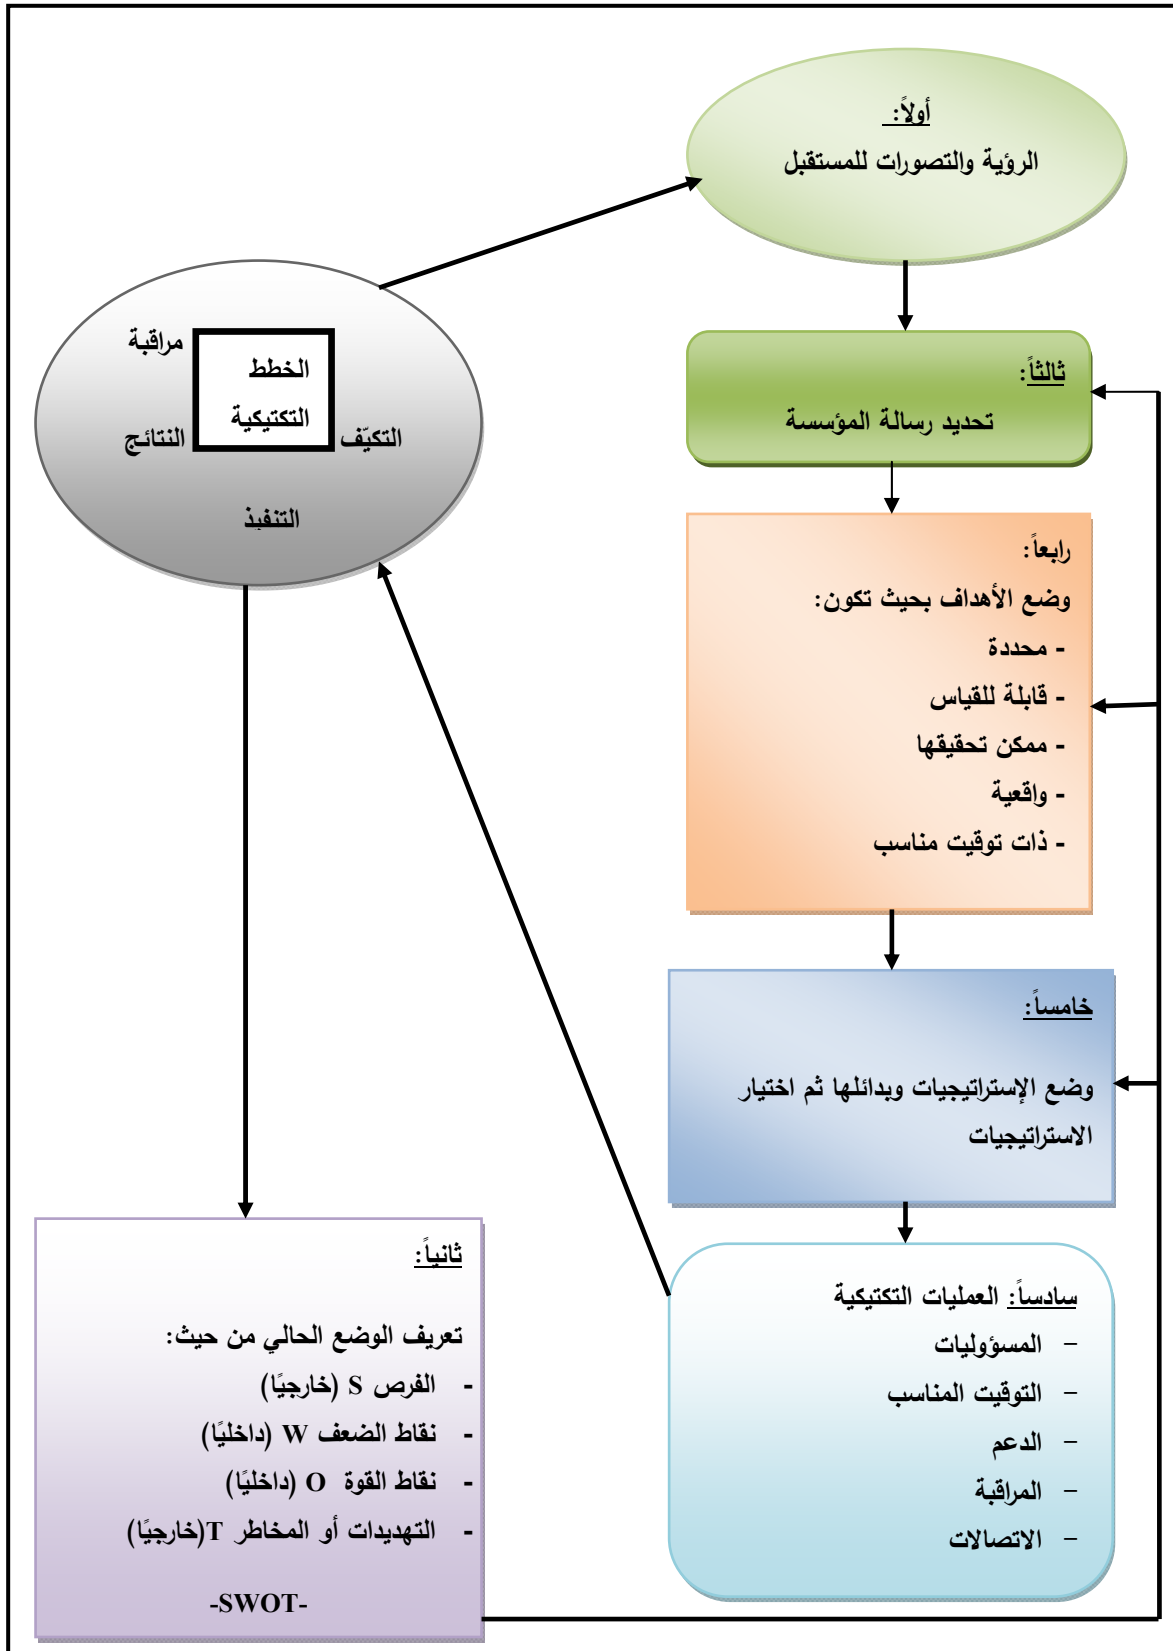 أولاً:
الرؤية والتصورات للمستقبل
ثالثاً:
تحديد رسالة المؤسسة
رابعاً:
وضع الأهداف بحيث تكون:
- محددة
- قابلة للقياس
- ممكن تحقيقها
- واقعية
- ذات توقيت مناسب
خامساً:
وضع الإستراتيجيات وبدائلها ثم اختيار
الاستراتيجيات
سادساً: العمليات التكتيكية
– المسؤوليات
– التوقيت المناسب
– الدعم
– المراقبة
– الاتصالات
مراقبة
الخطط
التكتيكية
التكيّف
النتائج
التنفيذ
ثانياً:
تعريف الوضع الحالي من حيث:
- الفرص S (خارجيًا)
- نقاط الضعف W (داخليًا)
- نقاط القوة O (داخليًا)
- التهديدات أو المخاطر T(خارجيًا)
-SWOT-